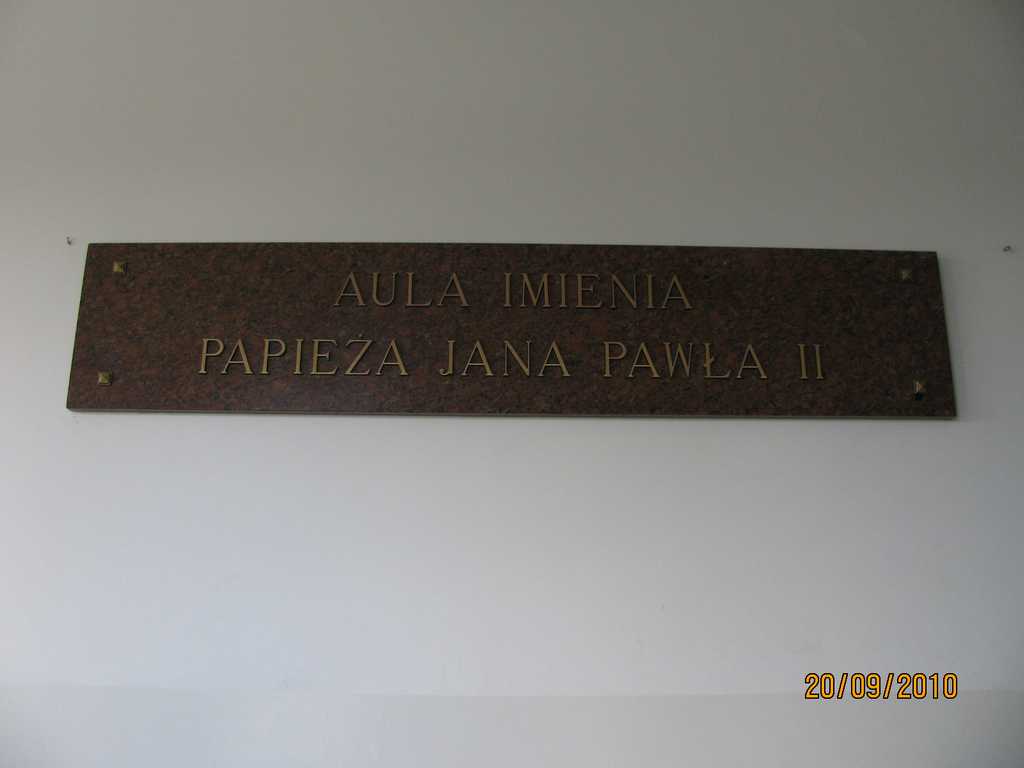 AULA IMIENIA
PAPIEŻA JANA PAWŁA II
20/09/2010